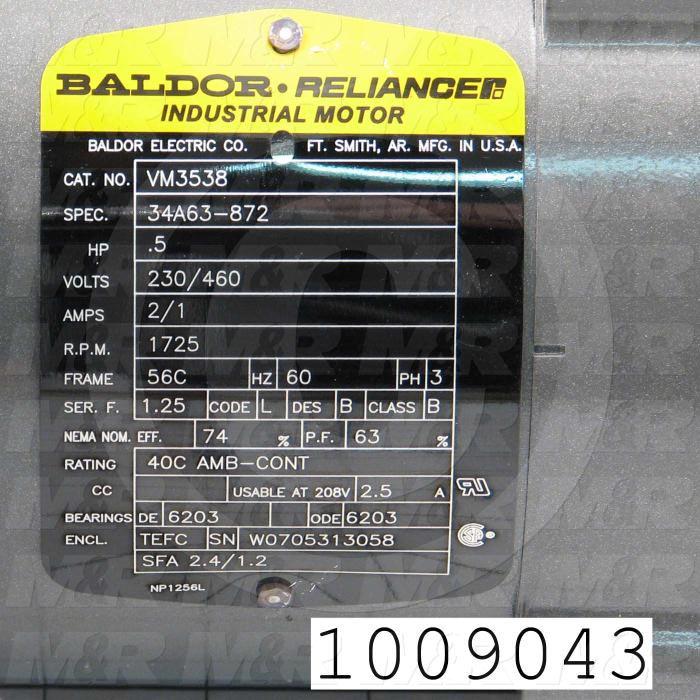 BALDOR • RELIANCER
INDUSTRIAL MOTOR
BALDOR ELECTRIC CO. FT. SMITH, AR. MFG. IN U.S.A.
CAT. NO. VM3538
SPEC. 34A63-872
HP .5
VOLTS 230/460
AMPS 2/1
R.P.M. 1725
FRAME 56C HZ 60 PH 3
SER. F. 1.25 CODE L DES B CLASS B
NEMA NOM. EFF. 74 % P.F. 63 %
RATING 40C AMB-CONT
CC USABLE AT 208V 2.5 A
BEARINGS DE 6203 ODE 6203
ENCL. TEFC SN W0705313058
SFA 2.4/1.2
NP1256L
1009043
M&R